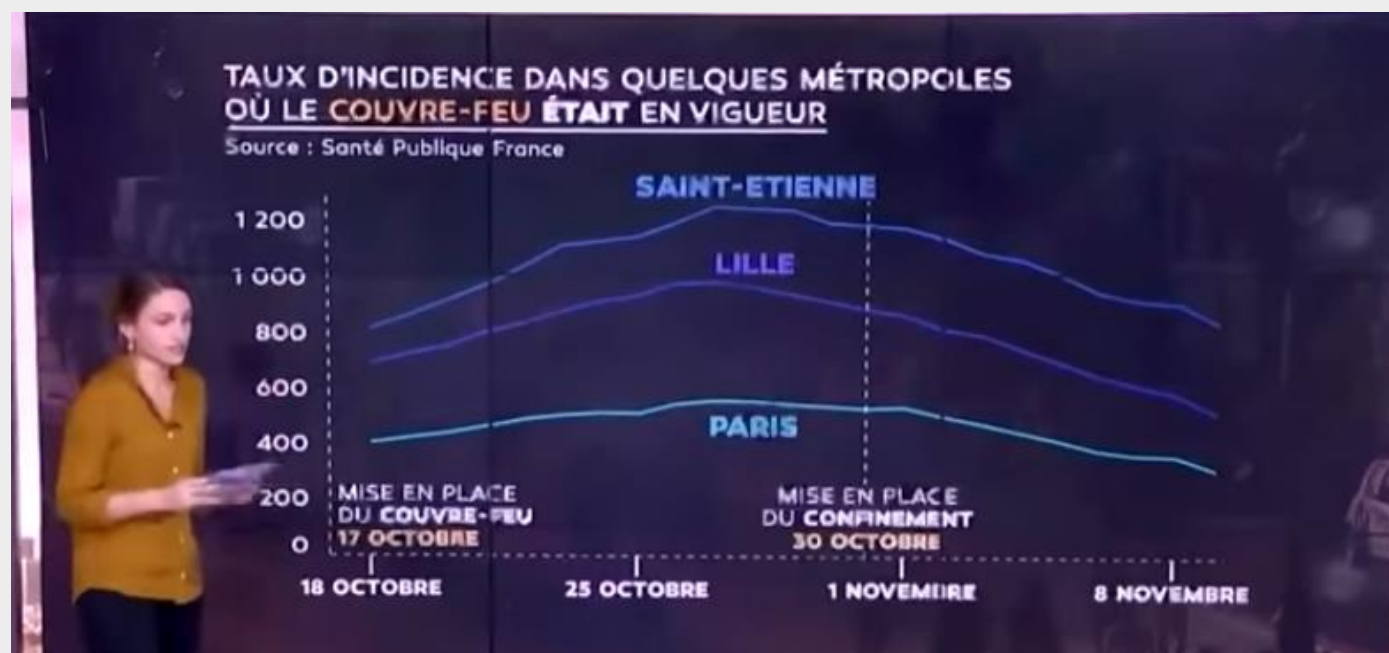 TAUX D'INCIDENCE DANS QUELQUES MÉTROPOLES
OÙ LE COUVRE-FEU ÉTAIT EN VIGUEUR
Source : Santé Publique France
SAINT-ETIENNE
1 200
LILLE
1 000
800
600
PARIS
400
200
0
MISE EN PLACE
DU COUVRE-FEU
17 OCTOBRE
MISE EN PLACE
DU CONFINEMENT
30 OCTOBRE
18 OCTOBRE
25 OCTOBRE
1 NOVEMBRE
8 NOVEMBRE